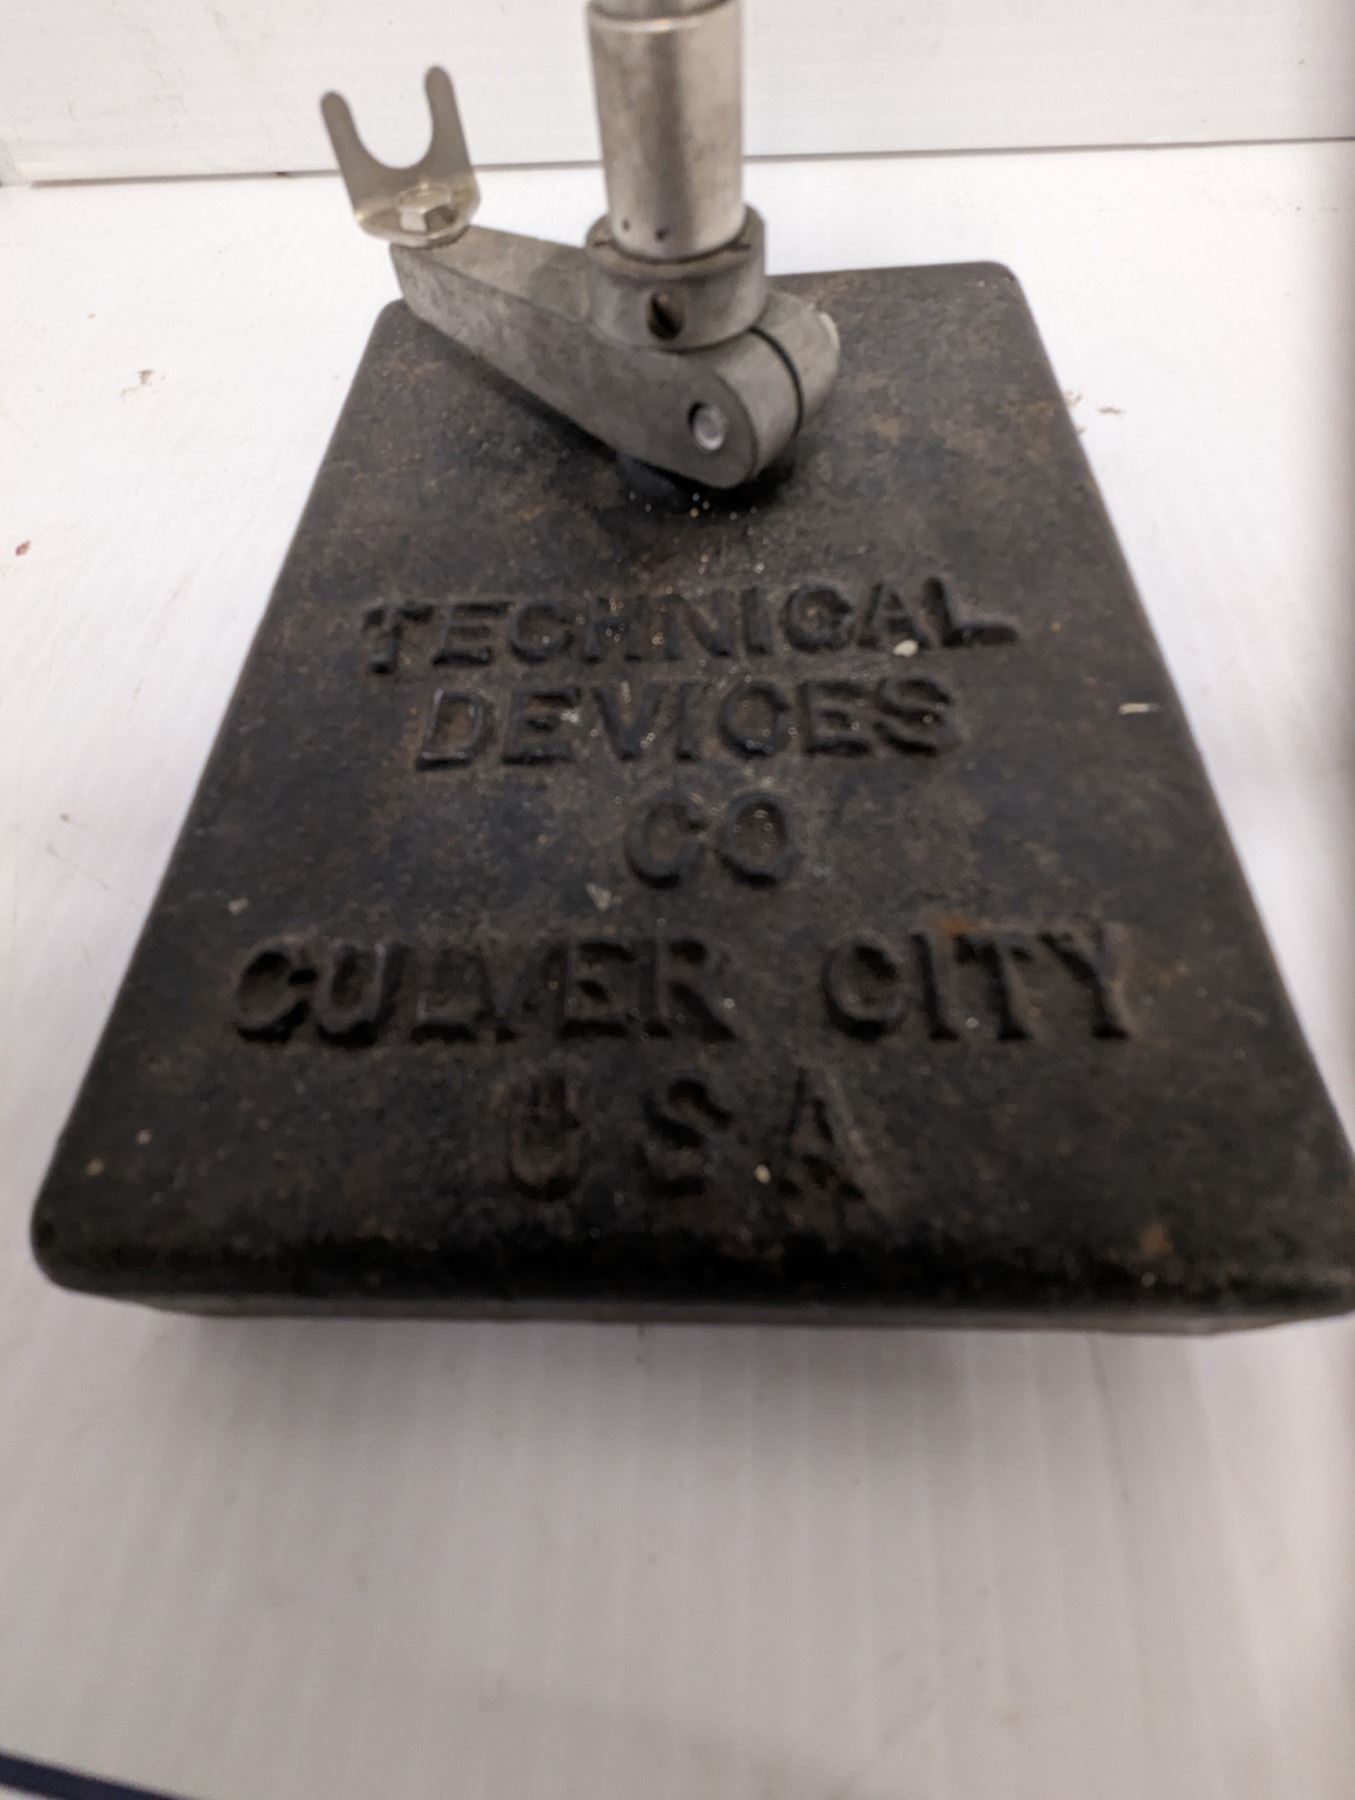 TECHNICAL
DEVICES
CO
CULVER CITY
USA